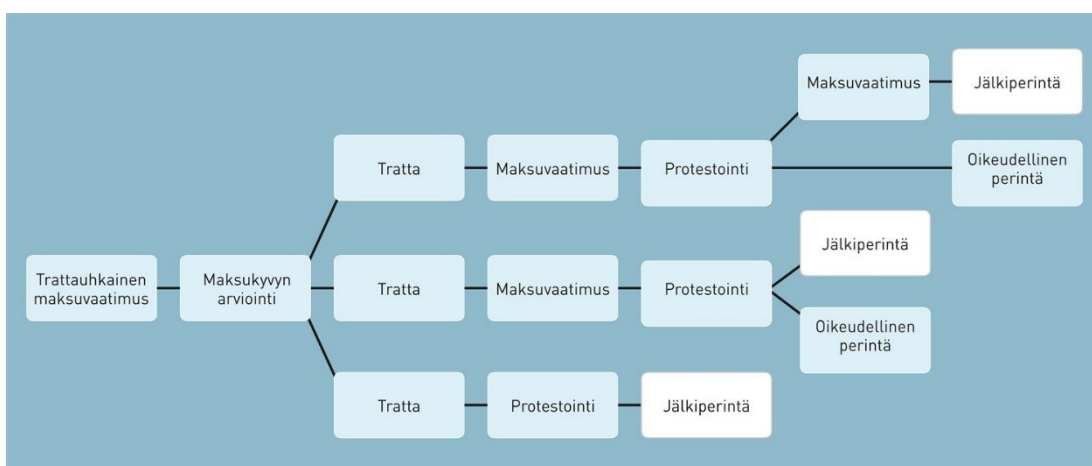 Maksuvaatimus
Jälkiperintä
Tratta
Maksuvaatimus
Protestointi
Oikeudellinen
perintä
Trattauhkainen
maksuvaatimus
Maksukyvyn
arviointi
Tratta
Maksuvaatimus
Protestointi
Jälkiperintä
Oikeudellinen
perintä
Tratta
Protestointi
Jälkiperintä